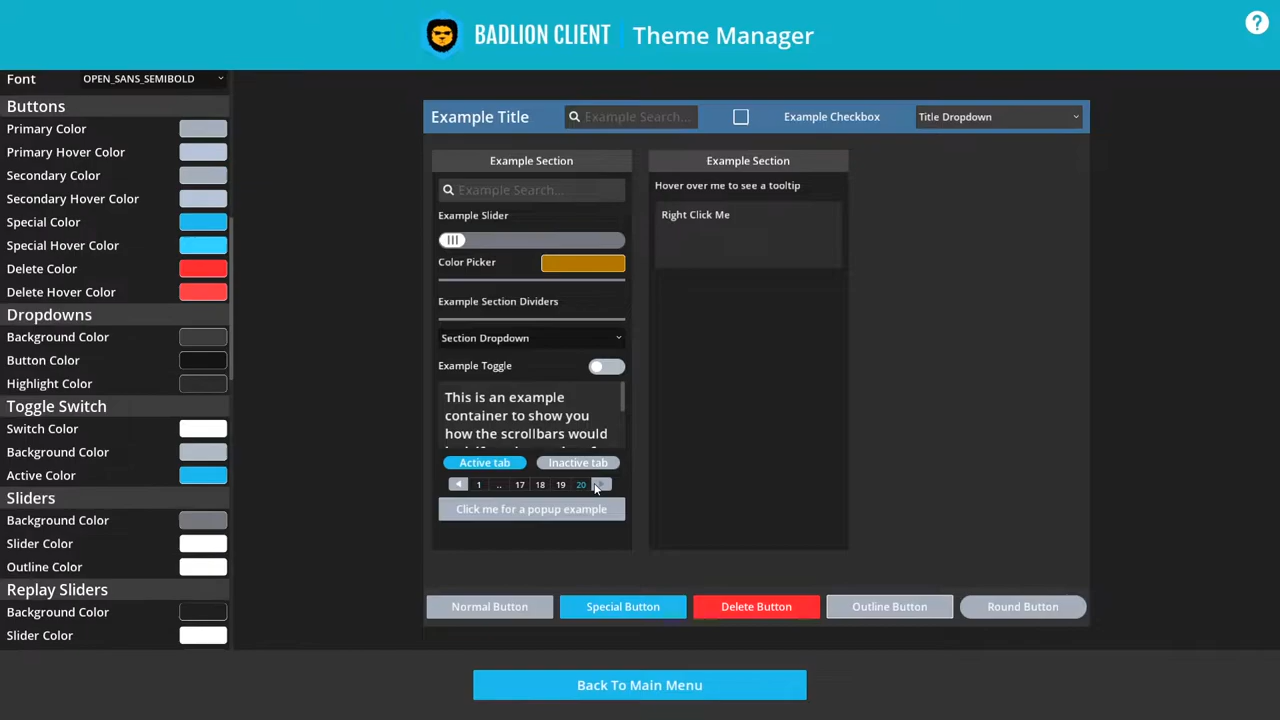 BADLION CLIENT | Theme Manager
?
Font OPEN_SANS_SEMIBOLD
Buttons
Primary Color
Primary Hover Color
Secondary Color
Secondary Hover Color
Special Color
Special Hover Color
Delete Color
Delete Hover Color
Dropdowns
Background Color
Button Color
Highlight Color
Toggle Switch
Switch Color
Background Color
Active Color
Sliders
Background Color
Slider Color
Outline Color
Replay Sliders
Background Color
Slider Color
Example Title Example Search... Example Checkbox Title Dropdown
Example Section
Example Search...
Example Slider
Color Picker
Example Section Dividers
Section Dropdown
Example Toggle
This is an example
container to show you
how the scrollbars would
Active tab Inactive tab
1 .. 17 18 19 20
Click me for a popup example
Example Section
Hover over me to see a tooltip
Right Click Me
Normal Button Special Button Delete Button Outline Button Round Button
Back To Main Menu